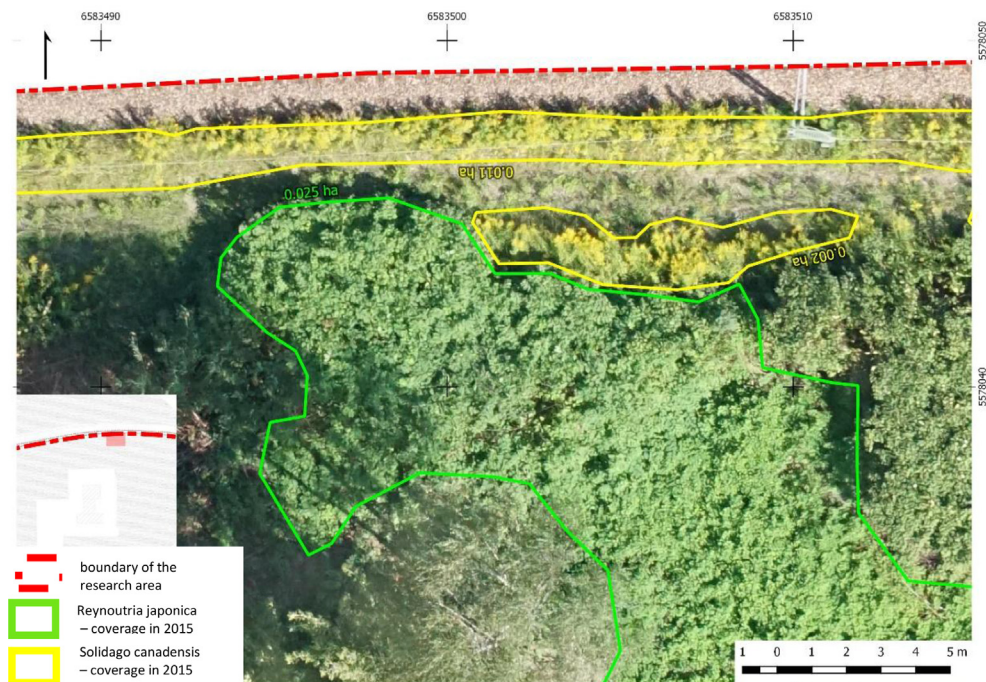 6583490
6583500
6583510
5578050
0.011 ha
0.025 ha
0.002 ha
5578040
boundary of the
research area
Reynoutria japonica
– coverage in 2015
Solidago canadensis
– coverage in 2015
1 0 1 2 3 4 5 m